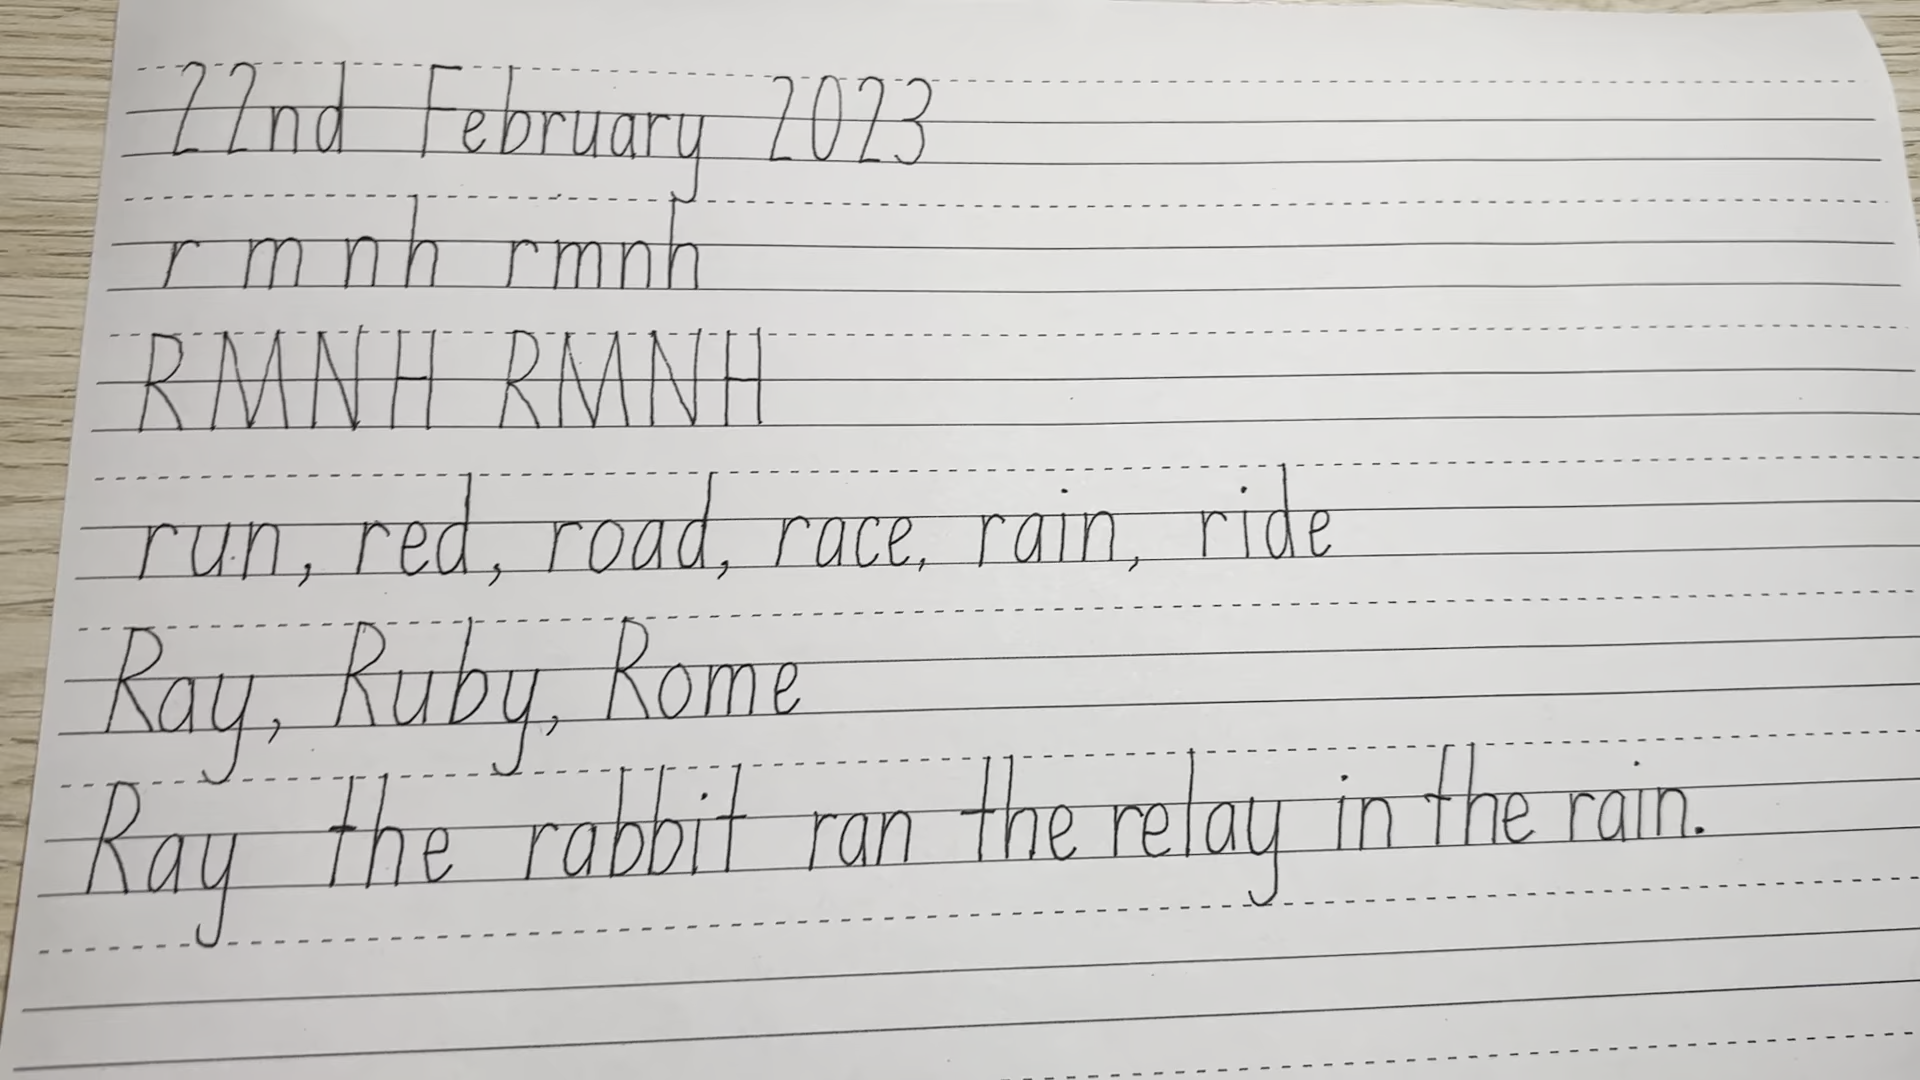 22nd February 2023
r m n h rmnh
RMNH RMNH
run, red, road, race, rain, ride
Ray, Ruby, Rome
Ray the rabbit ran the relay in the rain.